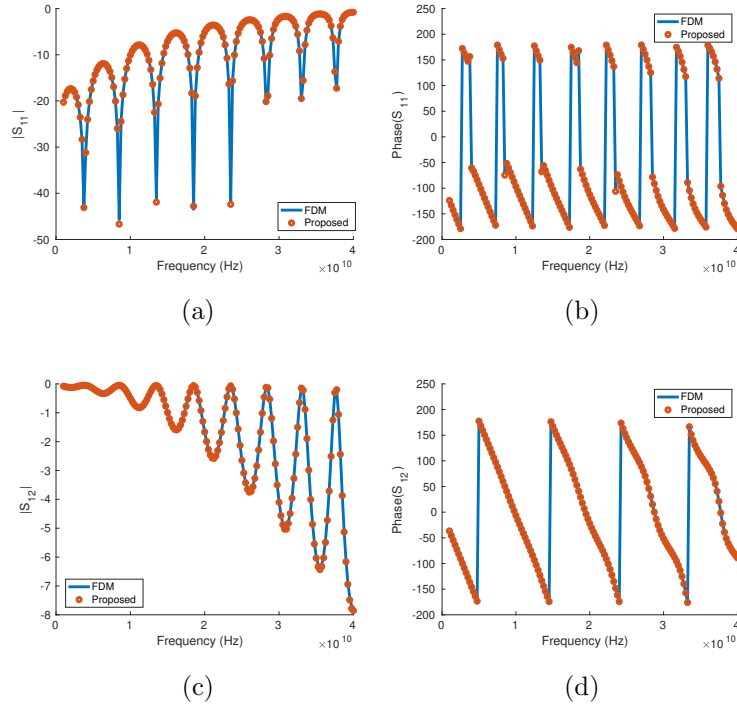 0
-10
-20
-30
-40
-50
|S11|
0 1 2 3 4
Frequency (Hz)
×10 10
FDM
Proposed
(a)
250
200
150
100
50
0
-50
-100
-150
-200
Phase(S11)
0 1 2 3 4
Frequency (Hz)
×10 10
FDM
Proposed
(b)
0
-1
-2
-3
-4
-5
-6
-7
-8
|S12|
0 1 2 3 4
Frequency (Hz)
×10 10
FDM
Proposed
(c)
250
200
150
100
50
0
-50
-100
-150
-200
Phase(S12)
0 1 2 3 4
Frequency (Hz)
×10 10
FDM
Proposed
(d)